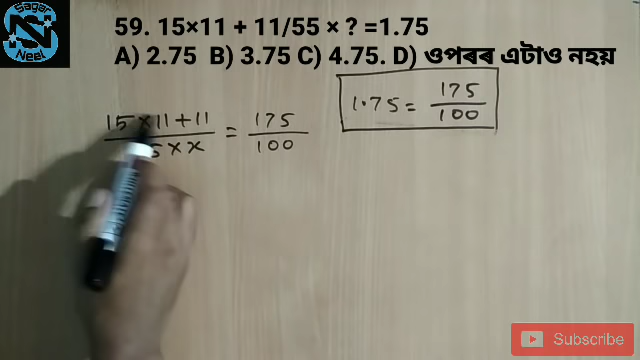 Sagar
NS
Neel
59. 15×11 + 11/55 × ? =1.75
A) 2.75 B) 3.75 C) 4.75. D) ওপৰৰ এটাও নহয়
15×11+11
5××
=
175
100
1.75 =
175
100
Subscribe